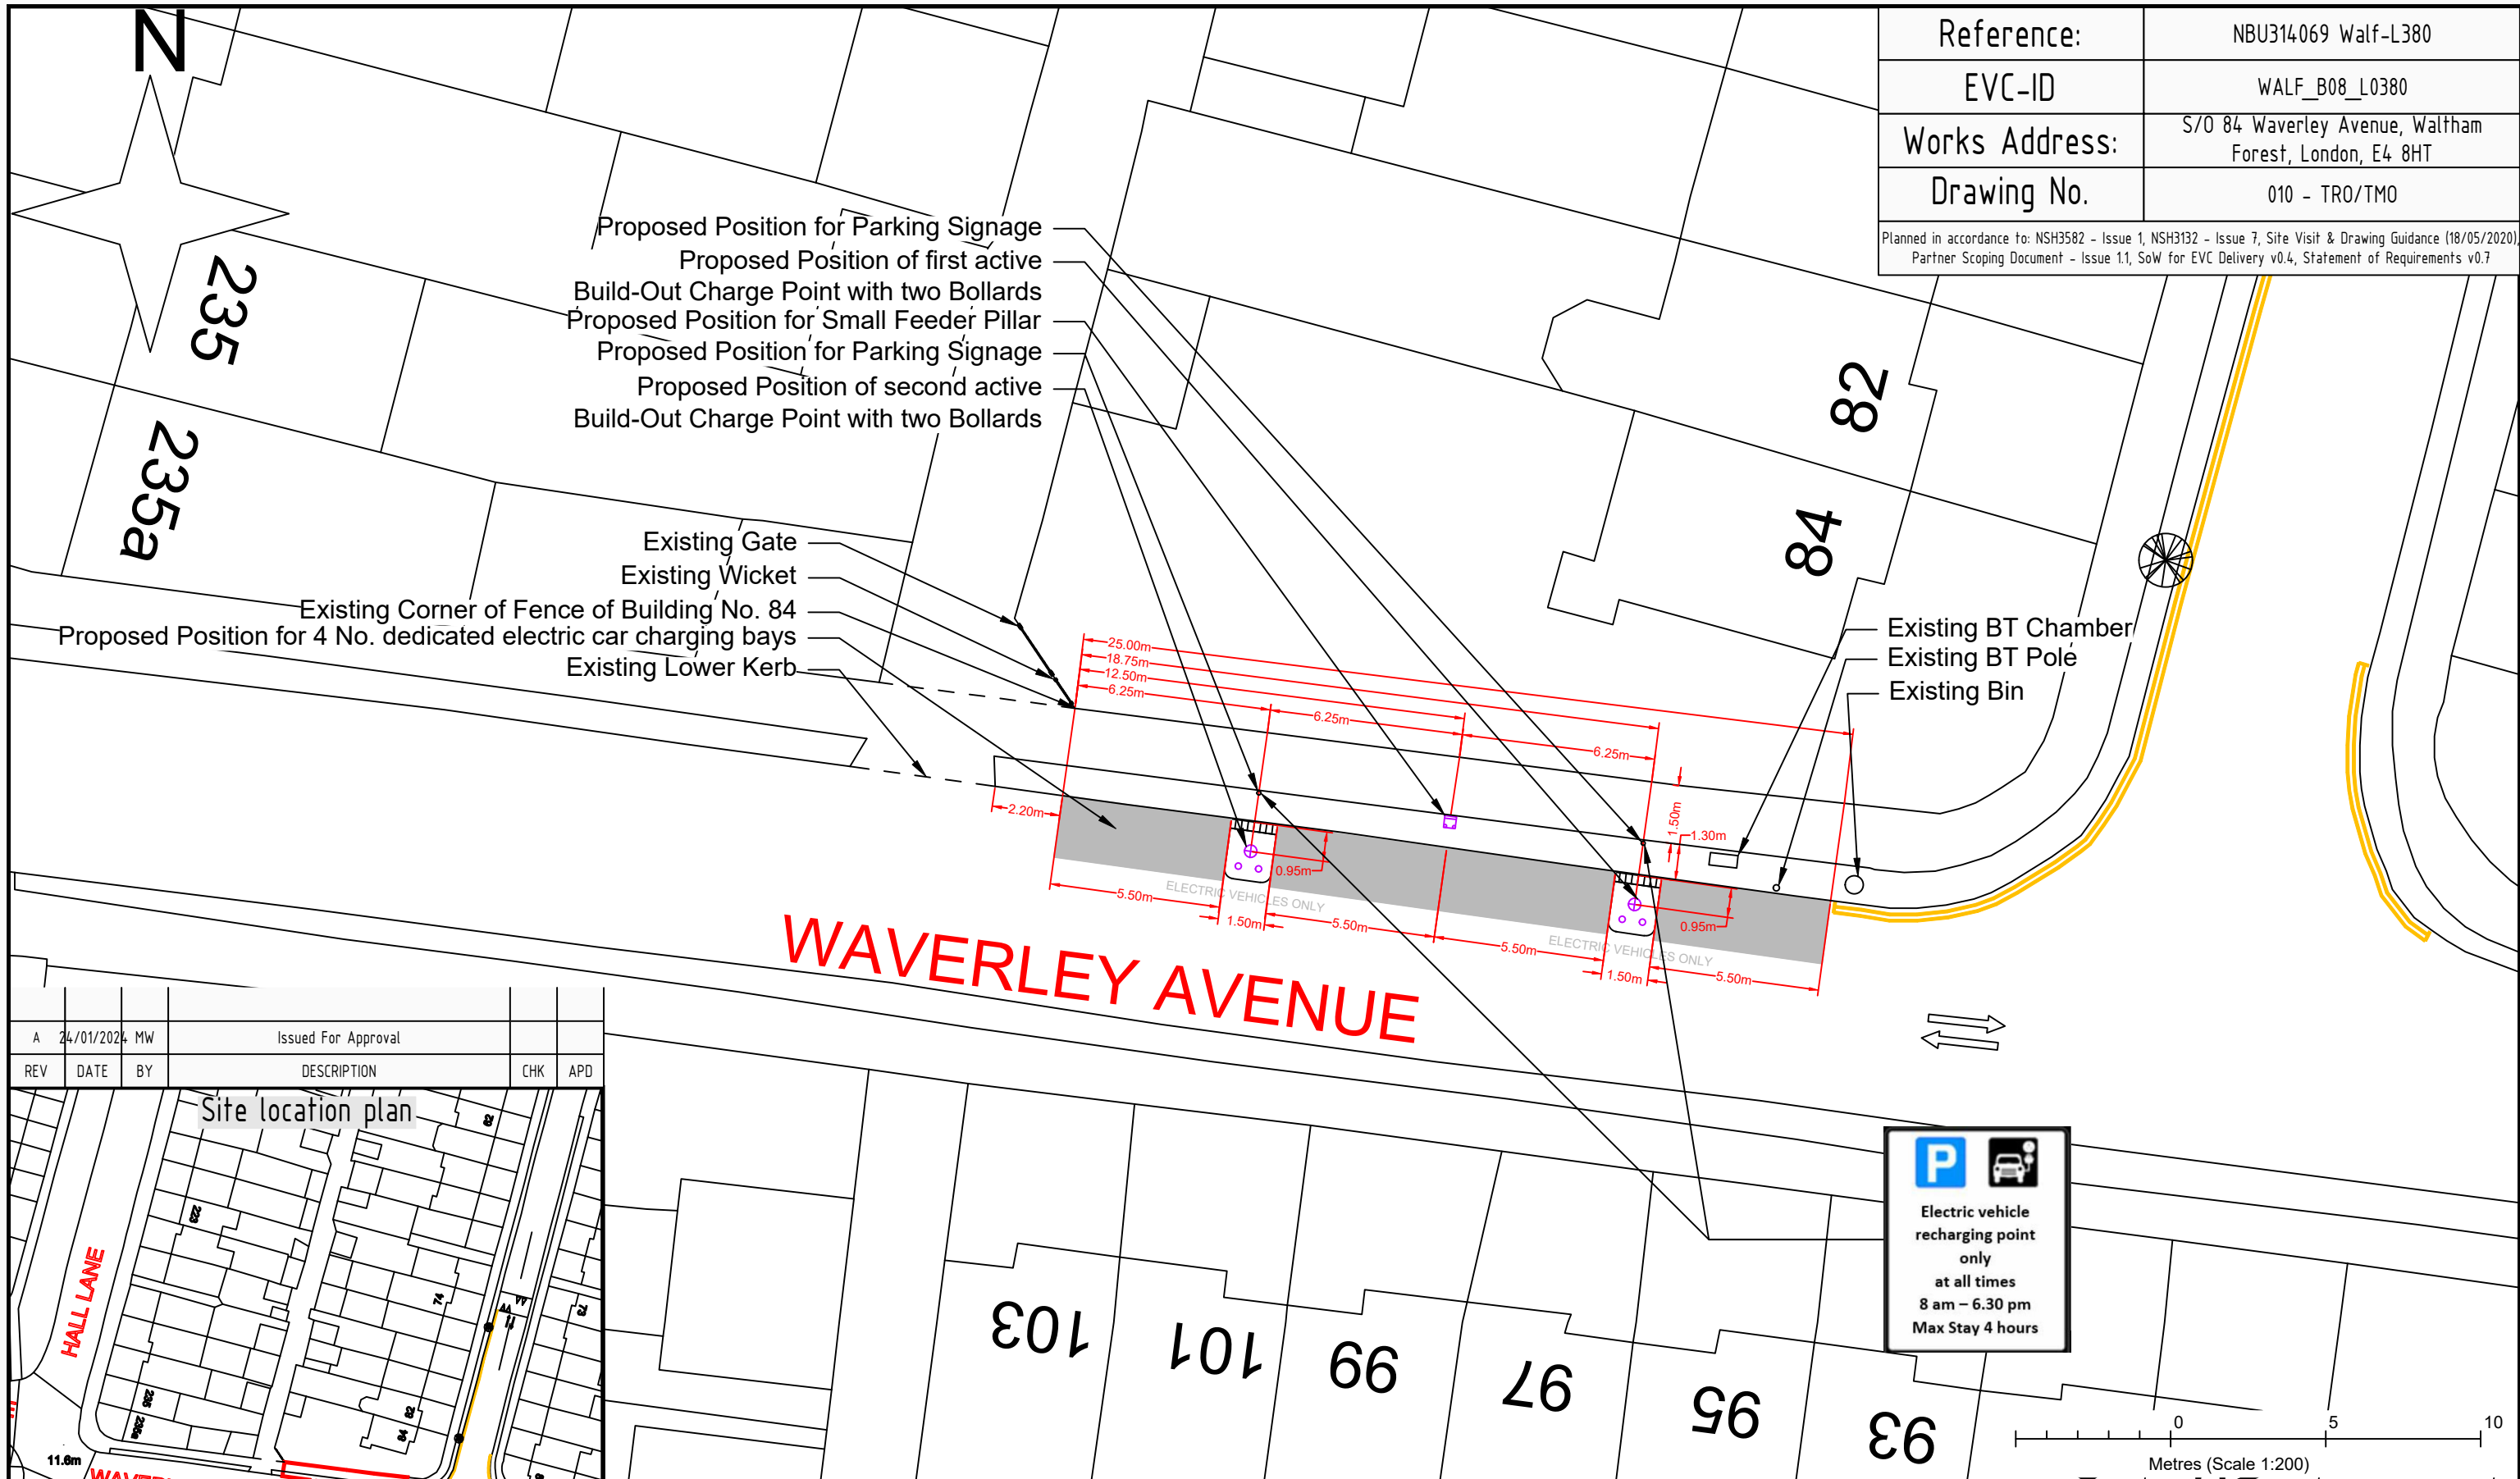 N
Reference:
NBU314069 Walf-L380
EVC-ID
WALF_B08_L0380
Works Address:
S/O 84 Waverley Avenue, Waltham
Forest, London, E4 8HT
Drawing No.
010 - TRO/TMO
Planned in accordance to: NSH3582 - Issue 1, NSH3132 - Issue 7, Site Visit & Drawing Guidance (18/05/2020),
Partner Scoping Document - Issue 1.1, SoW for EVC Delivery v0.4, Statement of Requirements v0.7
Proposed Position for Parking Signage
Proposed Position of first active
Build-Out Charge Point with two Bollards
Proposed Position for Small Feeder Pillar
Proposed Position for Parking Signage
Proposed Position of second active
Build-Out Charge Point with two Bollards
235
235a
82
84
Existing Gate
Existing Wicket
Existing Corner of Fence of Building No. 84
Proposed Position for 4 No. dedicated electric car charging bays
Existing Lower Kerb
Existing BT Chamber
Existing BT Pole
Existing Bin
25.00m
18.75m
12.50m
6.25m
6.25m
6.25m
2.20m
1.50m
1.30m
0.95m
0.95m
ELECTRIC VEHICLES ONLY
ELECTRIC VEHICLES ONLY
5.50m
1.50m
5.50m
5.50m
1.50m
5.50m
WAVERLEY AVENUE
A 24/01/2024 MW Issued For Approval
REV DATE BY DESCRIPTION CHK APD
Site location plan
HALL LANE
223
235
235a
62
74
73
82
84
11.6m
103
101
99
97
95
93
P
Electric vehicle
recharging point
only
at all times
8 am – 6.30 pm
Max Stay 4 hours
0 5 10
Metres (Scale 1:200)